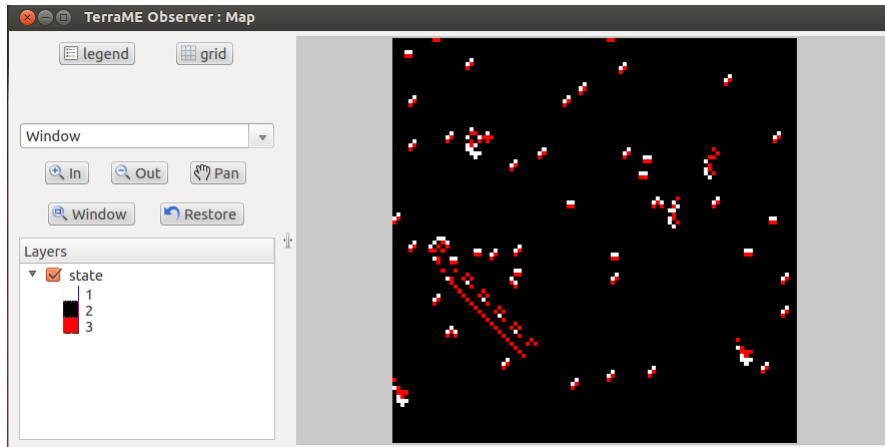 TerraME Observer : Map
legend
grid
Window
In
Out
Pan
Window
Restore
Layers
state
1
2
3